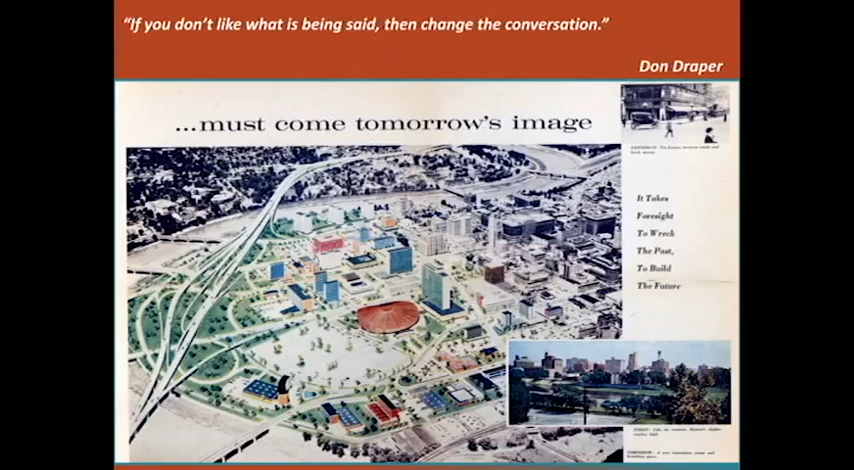 "If you don't like what is being said, then change the conversation."
Don Draper
...must come tomorrow's image
It Takes
Foresight
To Wreck
The Past,
To Build
The Future